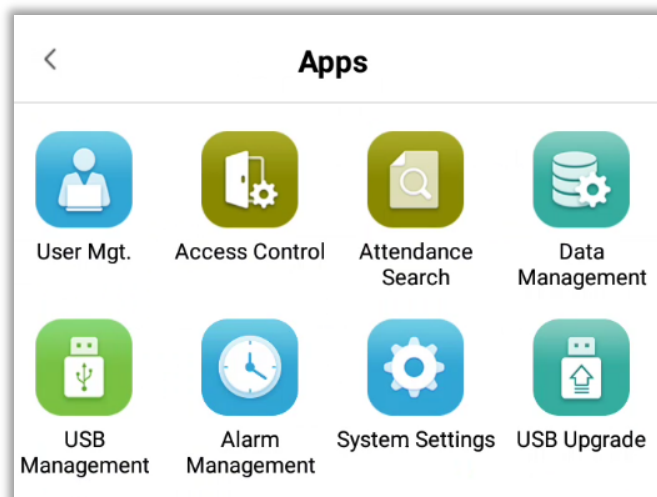 Apps
User Mgt.
Access Control
Attendance
Search
Data
Management
USB
Management
Alarm
Management
System Settings
USB Upgrade